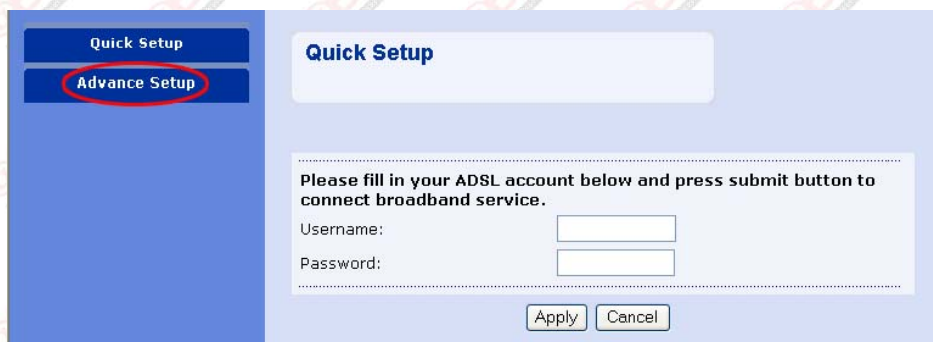 Quick Setup
Advance Setup
Quick Setup
Please fill in your ADSL account below and press submit button to
connect broadband service.
Username:
Password:
Apply Cancel